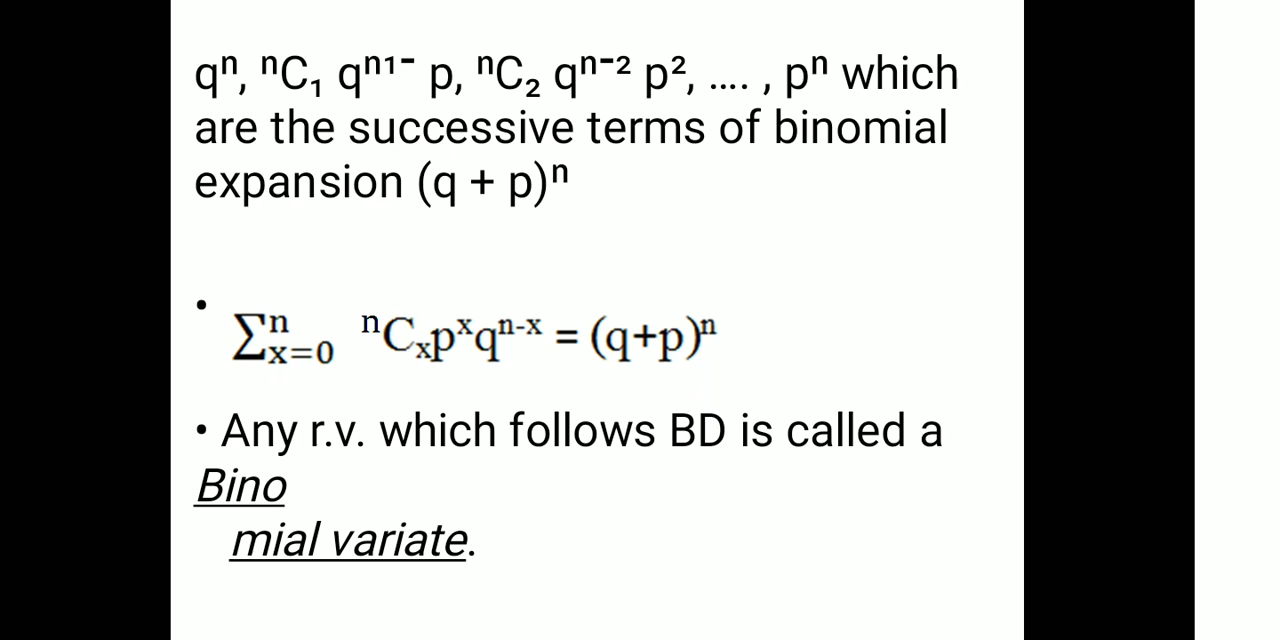 qⁿ, ⁿC₁ qⁿ¹⁻ p, ⁿC₂ qⁿ⁻² p², .... , pⁿ which
are the successive terms of binomial
expansion (q + p)ⁿ
• ∑ⁿₓ₌₀ ⁿCₓpˣqⁿ⁻ˣ = (q+p)ⁿ
• Any r.v. which follows BD is called a
Bino
mial variate.